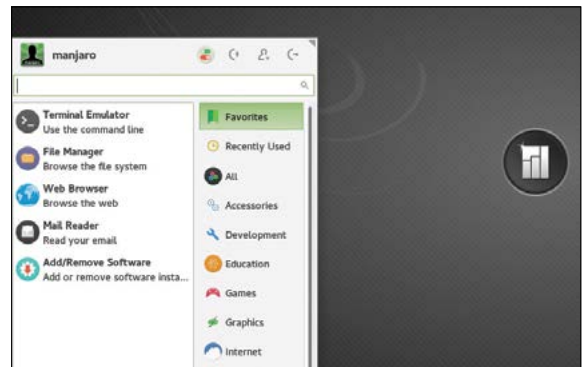 manjaro
Terminal Emulator
Use the command line
File Manager
Browse the file system
Web Browser
Browse the web
Mail Reader
Read your email
Add/Remove Software
Add or remove software insta...
Favorites
Recently Used
All
Accessories
Development
Education
Games
Graphics
Internet